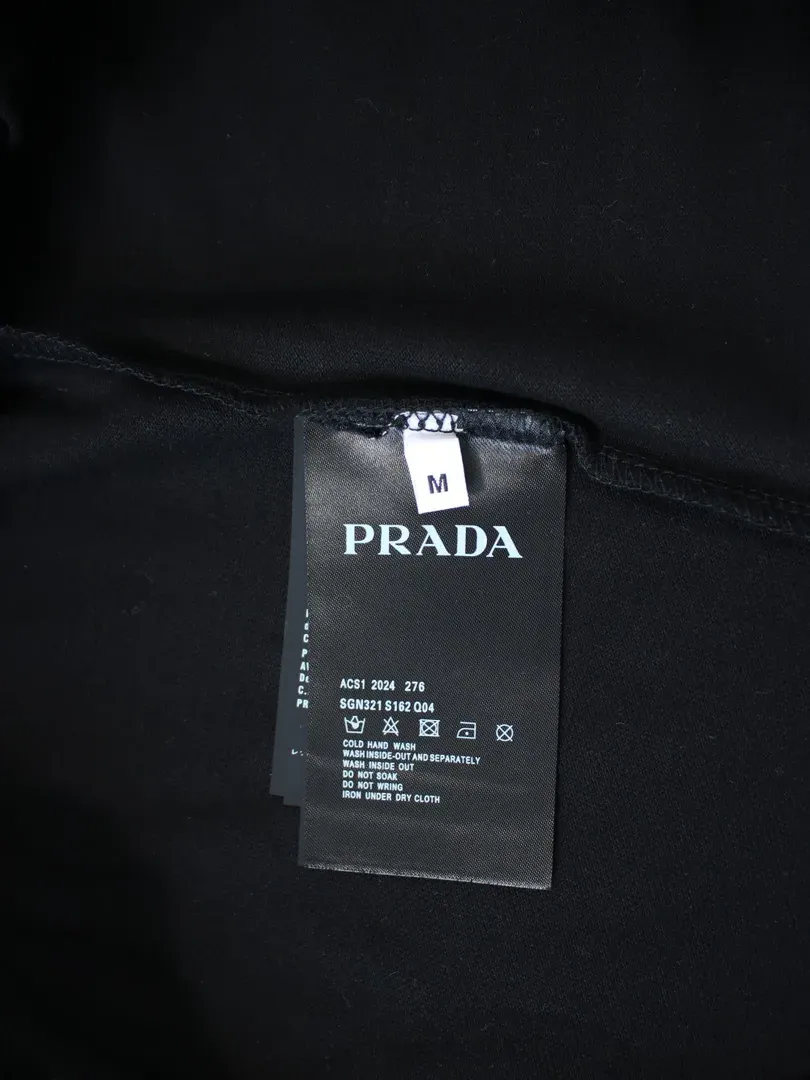 M
PRADA
ACS1 2024 276
SGN321 S162 Q04
COLD HAND WASH
WASH INSIDE-OUT AND SEPARATELY
WASH INSIDE OUT
DO NOT SOAK
DO NOT WRING
IRON UNDER DRY CLOTH